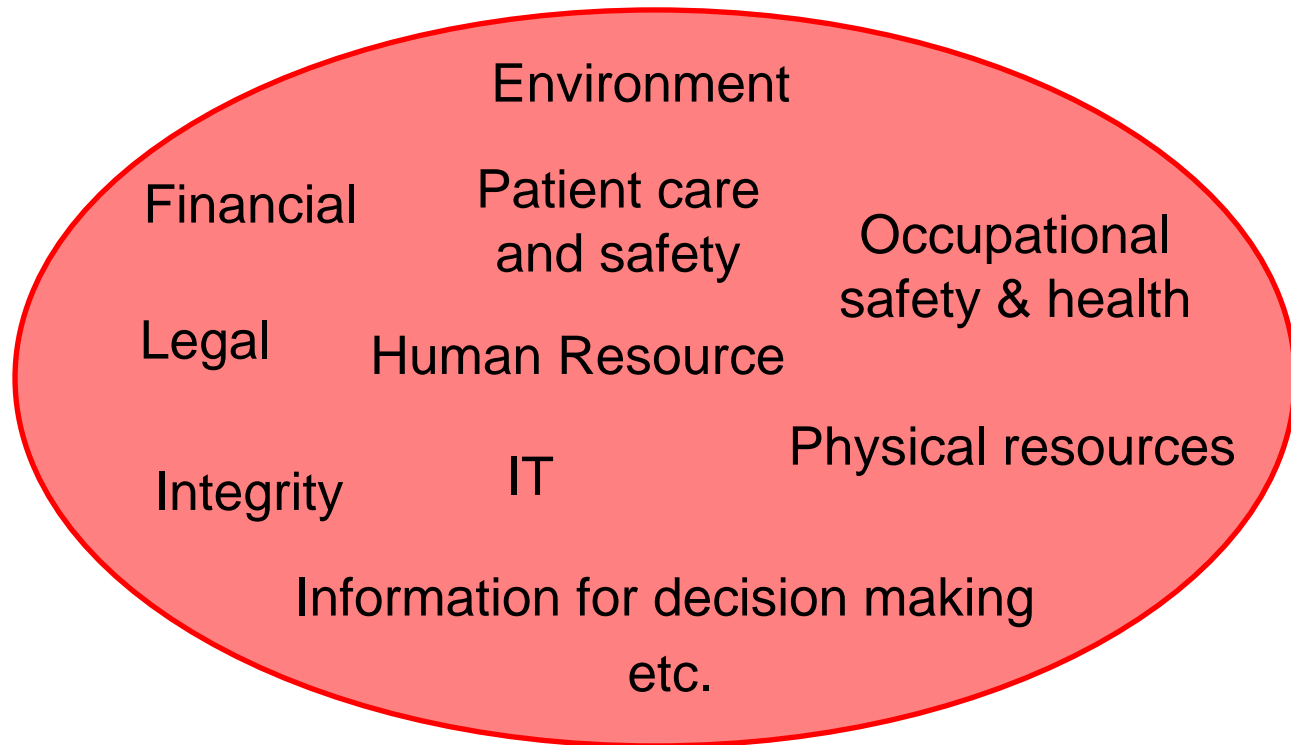 Environment
Financial
Patient care
and safety
Occupational
safety & health
Legal
Human Resource
Physical resources
Integrity
IT
Information for decision making
etc.